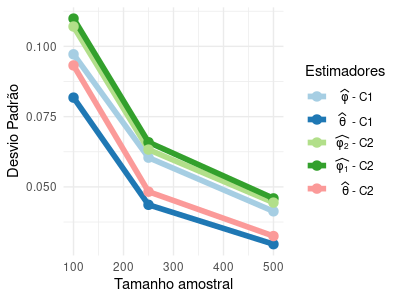 0.100
0.075
0.050
Desvio Padrão
100
200
300
400
500
Tamanho amostral
Estimadores
φ̂ - C1
θ̂ - C1
φ̂₂ - C2
φ̂₁ - C2
θ̂ - C2